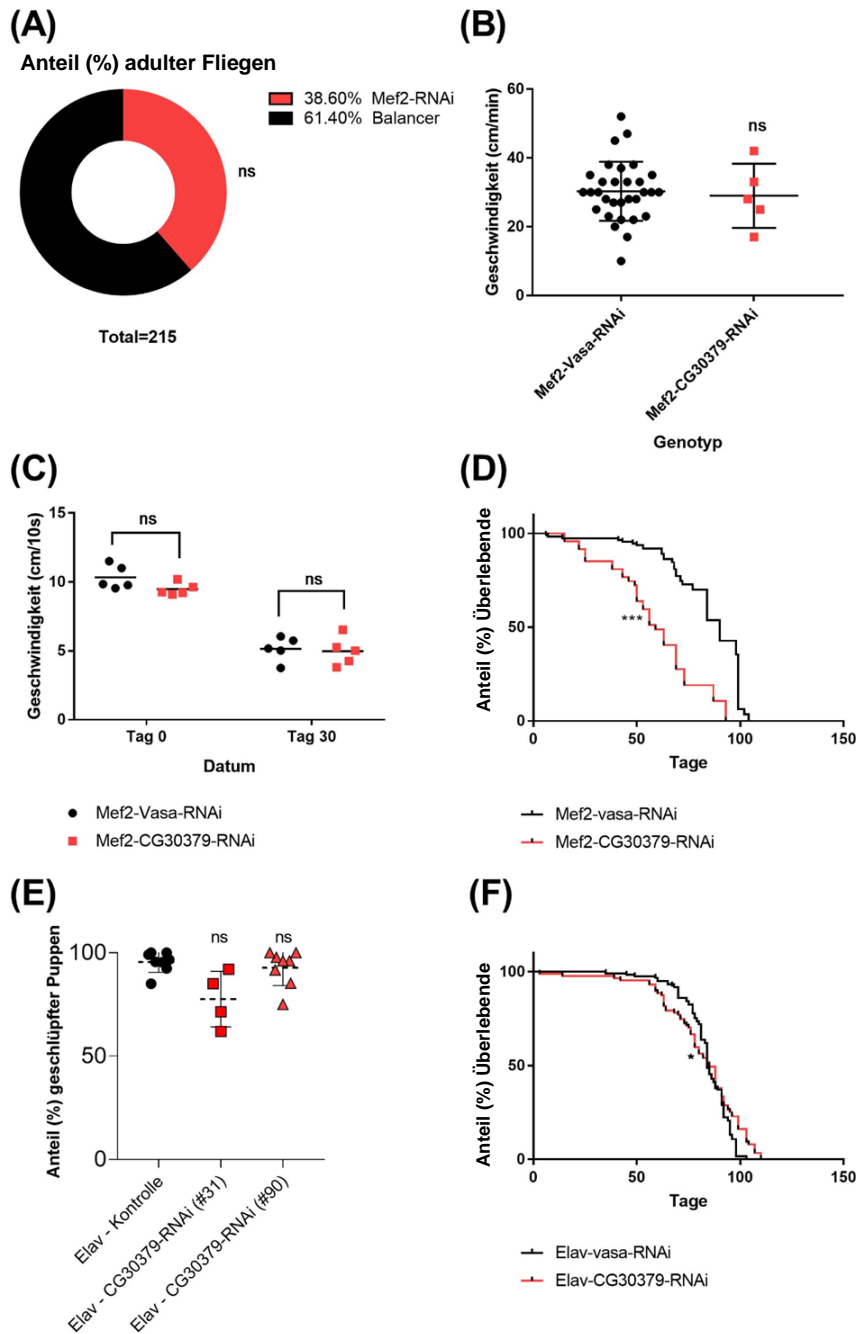 (A)
Anteil (%) adulter Fliegen
38.60% Mef2-RNAi
61.40% Balancer
ns
Total=215
(B)
Geschwindigkeit (cm/min)
60
40
20
0
ns
Mef2-Vasa-RNAi
Mef2-CG30379-RNAi
Genotyp
(C)
Geschwindigkeit (cm/10s)
15
10
5
0
ns
ns
Tag 0
Tag 30
Datum
Mef2-Vasa-RNAi
Mef2-CG30379-RNAi
(D)
Anteil (%) Überlebende
100
50
0
***
0
50
100
150
Tage
Mef2-vasa-RNAi
Mef2-CG30379-RNAi
(E)
Anteil (%) geschlüpfter Puppen
100
50
0
ns
ns
Elav - Kontrolle
Elav - CG30379-RNAi (#31)
Elav - CG30379-RNAi (#90)
(F)
Anteil (%) Überlebende
100
50
0
*
0
50
100
150
Tage
Elav-vasa-RNAi
Elav-CG30379-RNAi